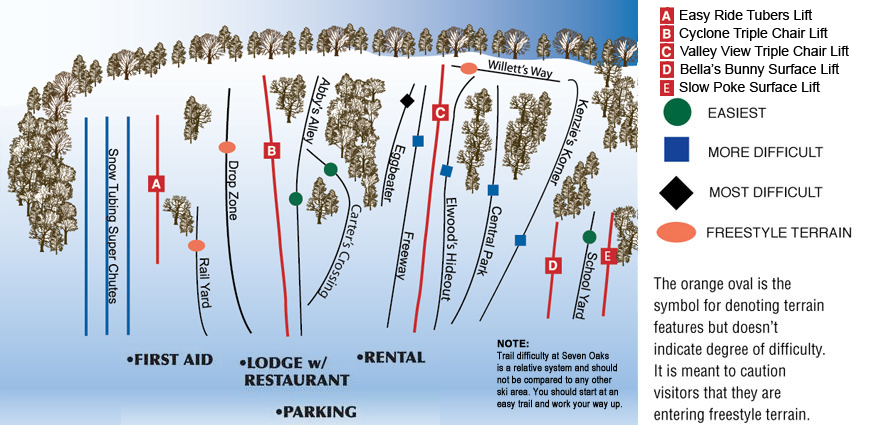 Willett's Way
Abby's Alley
Kenzie's Korner
C
B
Snow Tubing Super Chutes
A
Drop Zone
Eggbeater
Carter's Crossing
Elwood's Hideout
Central Park
Freeway
Rail Yard
D
School Yard
E
•FIRST AID
•LODGE w/
RESTAURANT
•RENTAL
•PARKING
NOTE:
Trail difficulty at Seven Oaks
is a relative system and should
not be compared to any other
ski area. You should start at an
easy trail and work your way up.
A Easy Ride Tubers Lift
B Cyclone Triple Chair Lift
C Valley View Triple Chair Lift
D Bella's Bunny Surface Lift
E Slow Poke Surface Lift
EASIEST
MORE DIFFICULT
MOST DIFFICULT
FREESTYLE TERRAIN
The orange oval is the
symbol for denoting terrain
features but doesn't
indicate degree of difficulty.
It is meant to caution
visitors that they are
entering freestyle terrain.